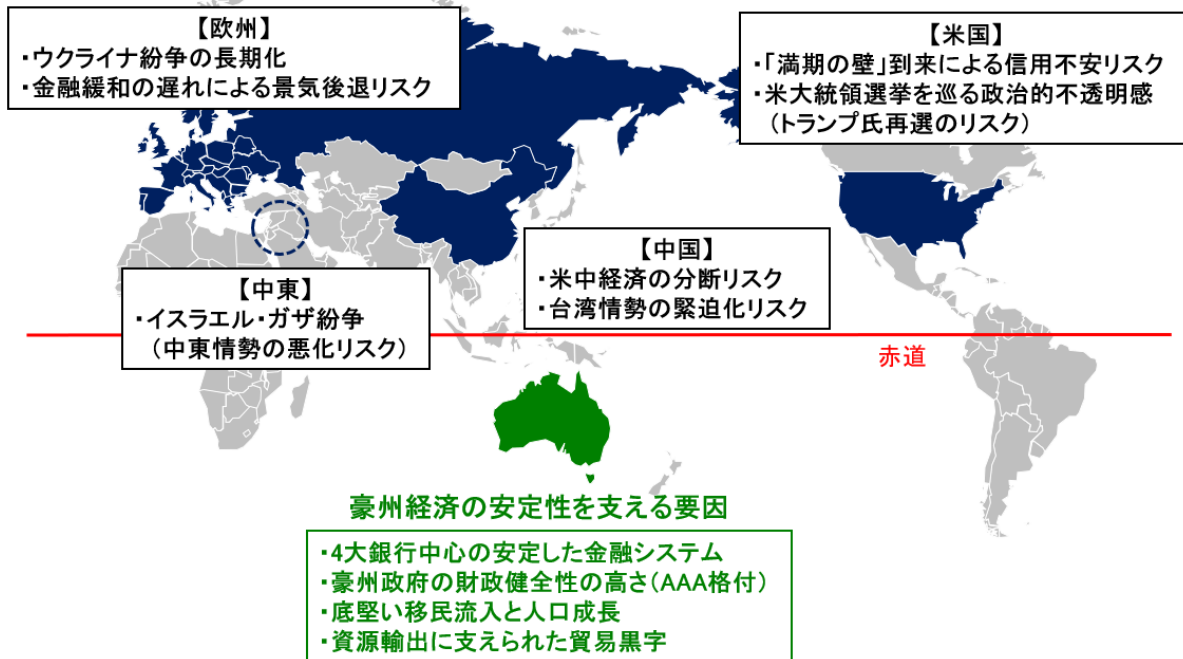 【欧州】
・ウクライナ紛争の長期化
・金融緩和の遅れによる景気後退リスク
【米国】
・「満期の壁」到来による信用不安リスク
・米大統領選挙を巡る政治的不透明感
（トランプ氏再選のリスク）
【中国】
・米中経済の分断リスク
・台湾情勢の緊迫化リスク
【中東】
・イスラエル・ガザ紛争
（中東情勢の悪化リスク）
赤道
豪州経済の安定性を支える要因
・4大銀行中心の安定した金融システム
・豪州政府の財政健全性の高さ（AAA格付）
・底堅い移民流入と人口成長
・資源輸出に支えられた貿易黒字